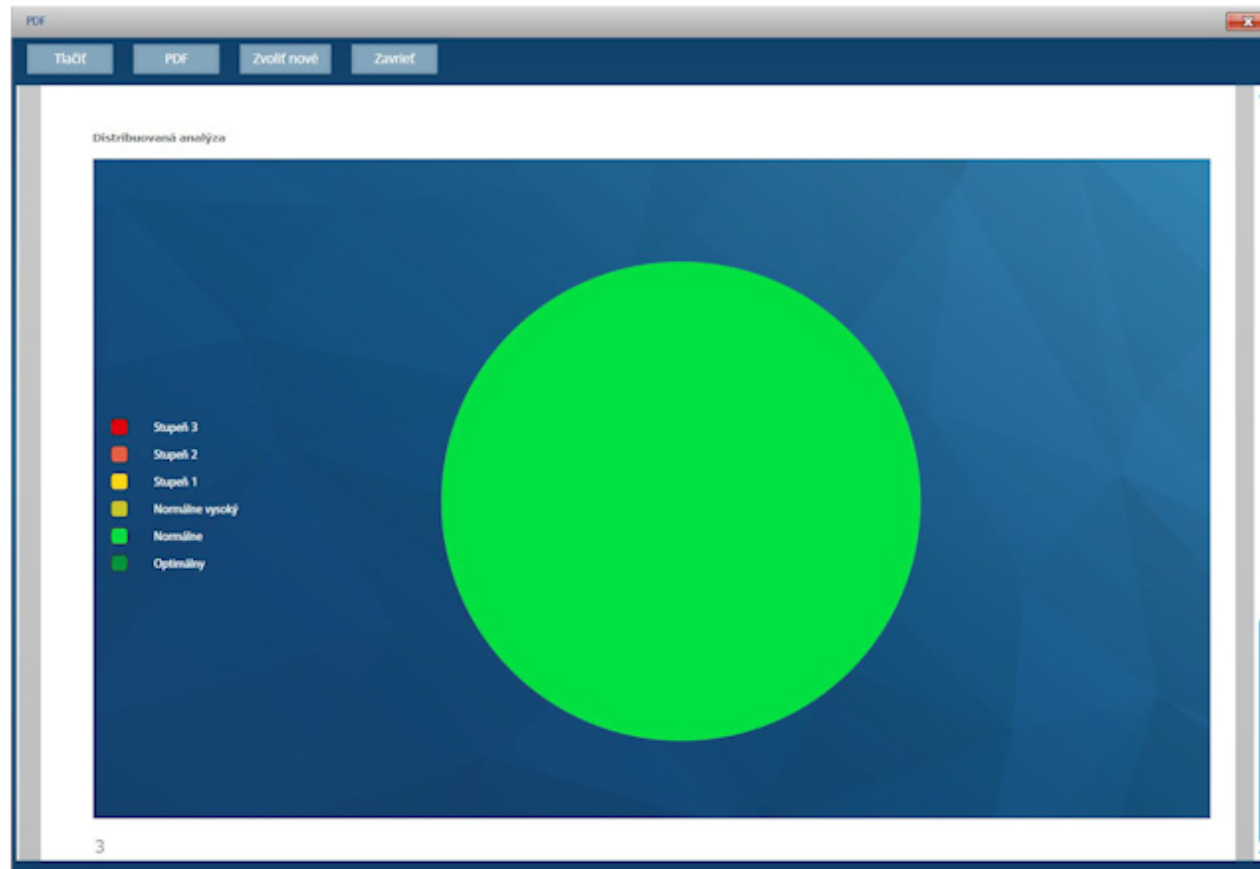 PDF
Tlačiť PDF Zvoliť nové Zavrieť
Distribuovaná analýza
Stupeň 3
Stupeň 2
Stupeň 1
Normálne vysoký
Normálne
Optimálny
3